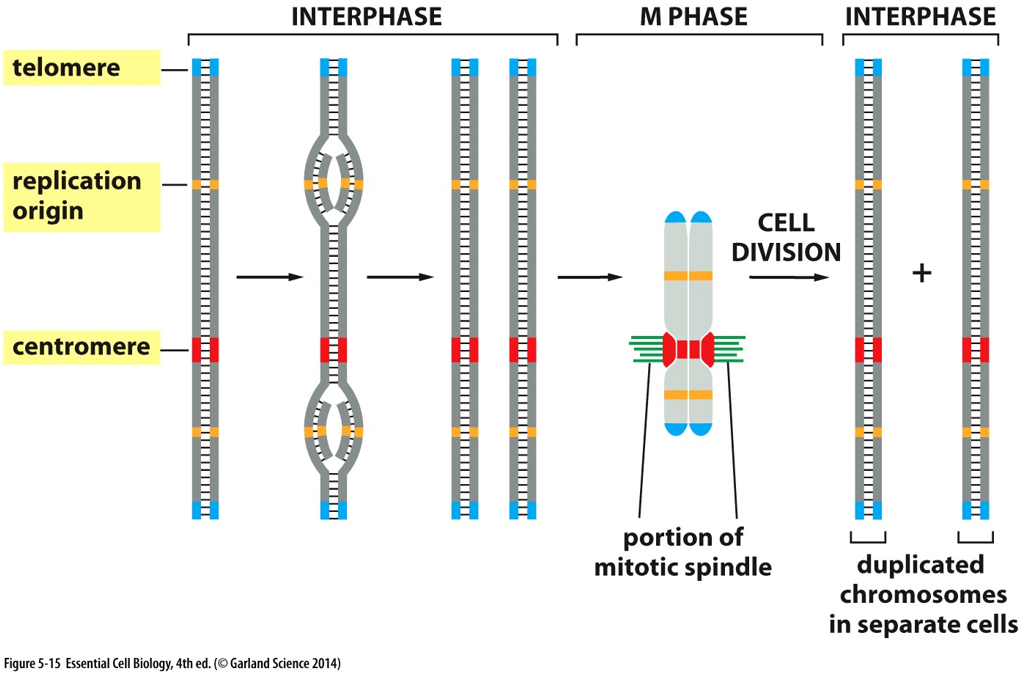 INTERPHASE
M PHASE
INTERPHASE
telomere
replication
origin
centromere
CELL
DIVISION
+
portion of
mitotic spindle
duplicated
chromosomes
in separate cells
Figure 5-15 Essential Cell Biology, 4th ed. (© Garland Science 2014)